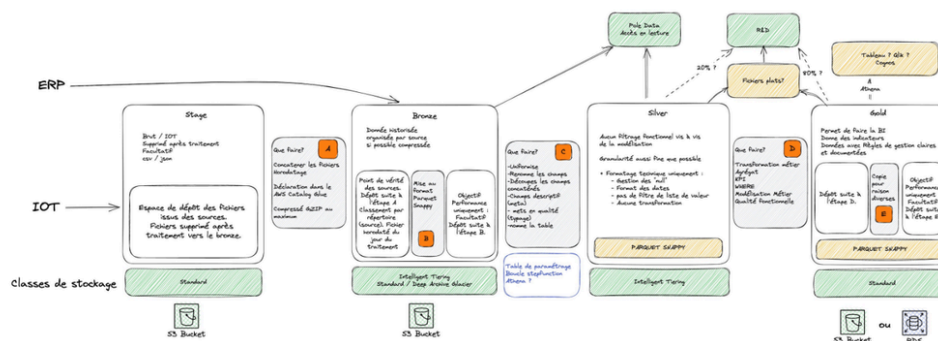 Pole Data
Accès en lecture
R&D
Tableau ? Qlik ?
Cognos
20% ?
80% ?
Fichiers plats?
Athena
ERP
IOT
Stage
Brut / IOT
Supprimé après traitement
Facultatif
csv / json
Espace de dépôt des fichiers
issus des sources.
Fichiers supprimé après
traitement vers le bronze.
Standard
S3 Bucket
Que faire?
A
Concatener les fichiers
Horodatage
Déclaration dans le
AWS Catalog Glue
Compressé GZIP au
maximum
Bronze
Donnée historisée
organisée par source
si possible compressée
Point de vérité
des sources.
Dépôt suite à
l'étape A
Classement par
répertoire
(source). Fichier
horodaté du
jour du
traitement
Mise au
format
Parquet
Snappy
B
Objectif
Performance
uniquement :
Facultatif
Dépôt suite à
l'étape B.
Intelligent Tiering
Standard / Deep Archive Glacier
S3 Bucket
Que faire?
C
-Uniformise
-Renomme les champs
-Découpes les champs
concaténés
-Champs descriptif
(meta)
- mets en qualité
(typage)
-nomme la table
Table de paramétrage
Boucle stepfunction
Athena ?
Silver
Aucun filtrage fonctionnel vis à vis
de la modélisation
Granularité aussi fine que possible
• Formatage technique uniquement :
- Gestion des "null"
- Format des dates
- pas de filtre de liste de valeur
- Aucune transformation
PARQUET SNAPPY
Intelligent Tiering
Que faire?
D
-Transformation métier
-Agrégat
-KPI
-WHERE
-Modélisation Métier
-Qualité fonctionnelle
Gold
Permet de faire la BI
Donne des indicateurs
Données avec Règles de gestion claires
et documentées
Dépôt suite à
l'étape D.
Copie
pour
raison
diverses
E
Objectif
Performance
uniquement :
Facultatif
Dépôt suite
à l'étape
PARQUET SNAPPY
Standard
S3 Bucket
ou
RDS
Classes de stockage